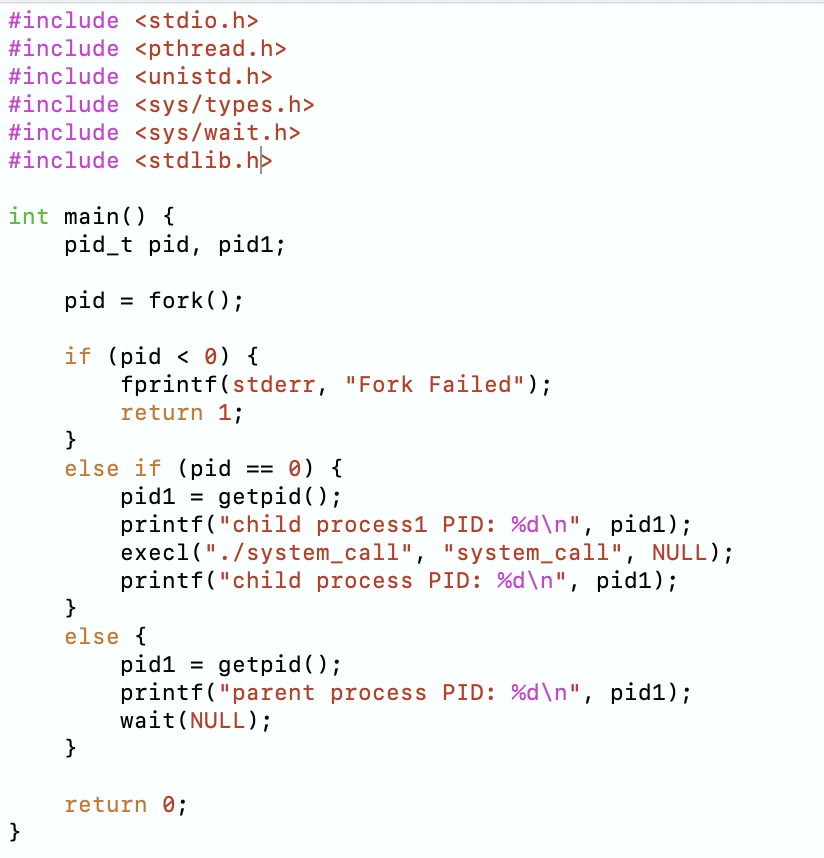 #include <stdio.h>
#include <pthread.h>
#include <unistd.h>
#include <sys/types.h>
#include <sys/wait.h>
#include <stdlib.h>

int main() {
    pid_t pid, pid1;

    pid = fork();

    if (pid < 0) {
        fprintf(stderr, "Fork Failed");
        return 1;
    }
    else if (pid == 0) {
        pid1 = getpid();
        printf("child process1 PID: %d\n", pid1);
        execl("./system_call", "system_call", NULL);
        printf("child process PID: %d\n", pid1);
    }
    else {
        pid1 = getpid();
        printf("parent process PID: %d\n", pid1);
        wait(NULL);
    }

    return 0;
}